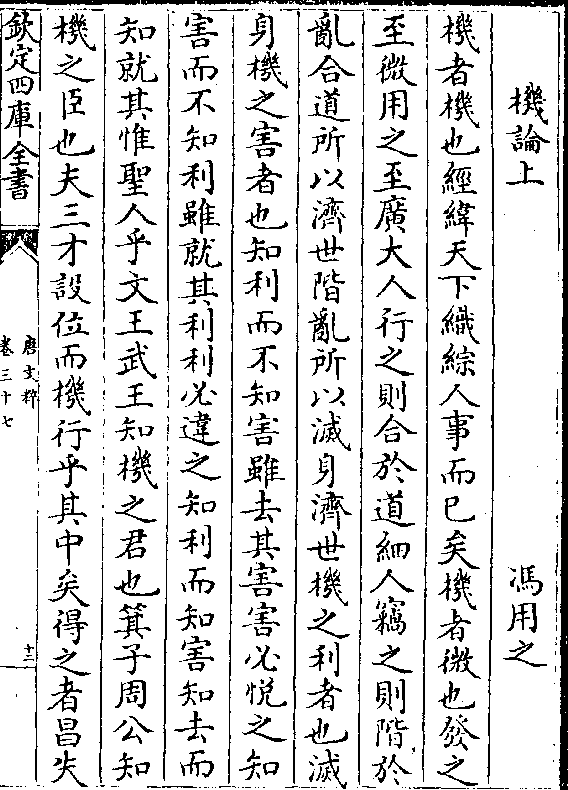 機論上 馮用之
機者機也經緯天下織綜人事而已矣機者微也發之
至微用之至廣大人行之則合於道細人竊之則階於
亂合道所以濟世階亂所以滅身濟世機之利者也滅
身機之害者也知利而不知害雖去其害害必悦之知
害而不知利雖就其利利必違之知利而知害知去而
知就其惟聖人乎文王武王知機之君也箕子周公知
機之臣也夫三才設位而機行乎其中矣得之者昌失
欽定四庫全書
唐文粹
卷三十七
十三